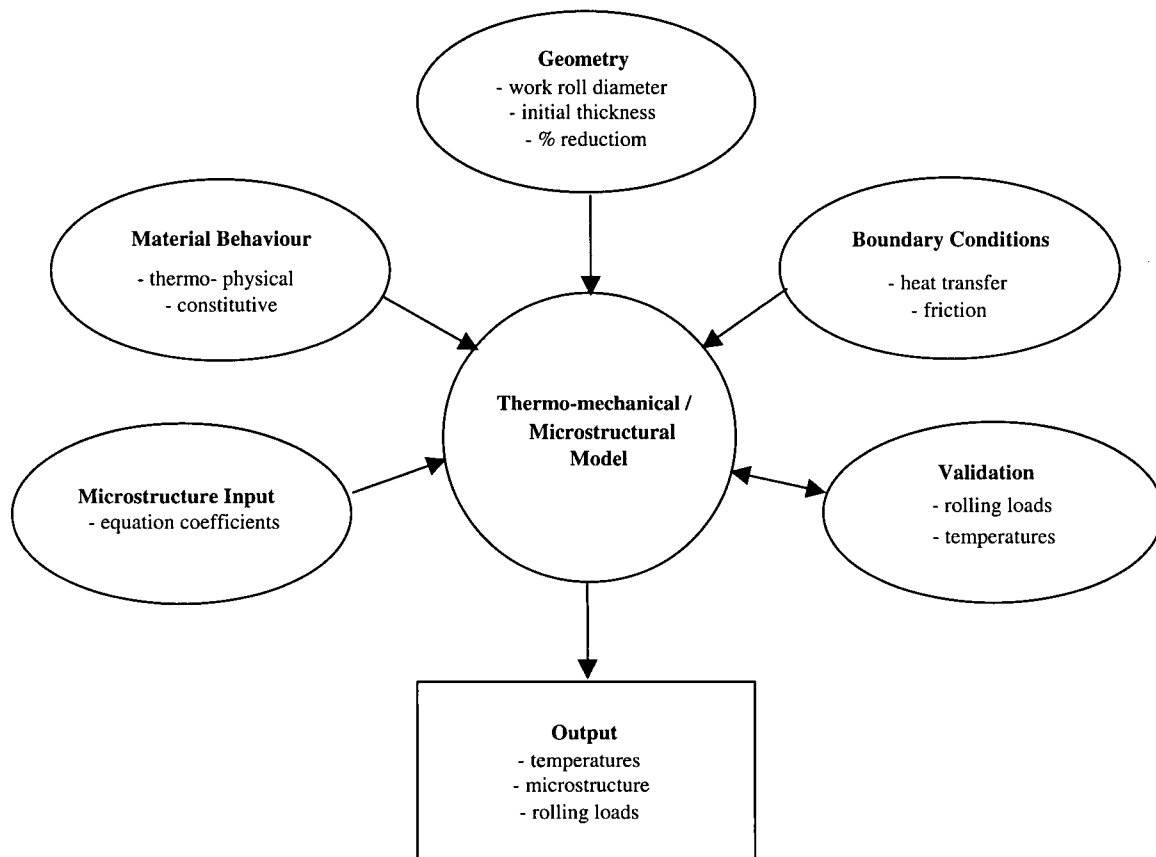 Geometry
- work roll diameter
- initial thickness
- % reductiom
Material Behaviour
- thermo- physical
- constitutive
Boundary Conditions
- heat transfer
- friction
Thermo-mechanical /
Microstructural
Model
Microstructure Input
- equation coefficients
Validation
- rolling loads
- temperatures
Output
- temperatures
- microstructure
- rolling loads